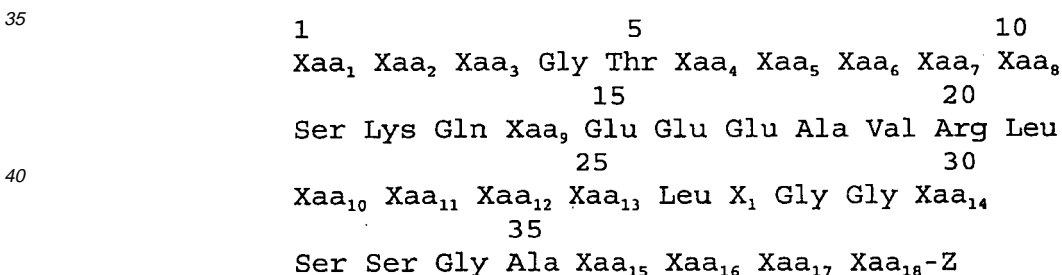 35
1 5 10
Xaa₁ Xaa₂ Xaa₃ Gly Thr Xaa₄ Xaa₅ Xaa₆ Xaa₇ Xaa₈
15 20
Ser Lys Gln Xaa₉ Glu Glu Glu Ala Val Arg Leu
25 30
40
Xaa₁₀ Xaa₁₁ Xaa₁₂ Xaa₁₃ Leu X₁ Gly Gly Xaa₁₄
35
Ser Ser Gly Ala Xaa₁₅ Xaa₁₆ Xaa₁₇ Xaa₁₈-Z